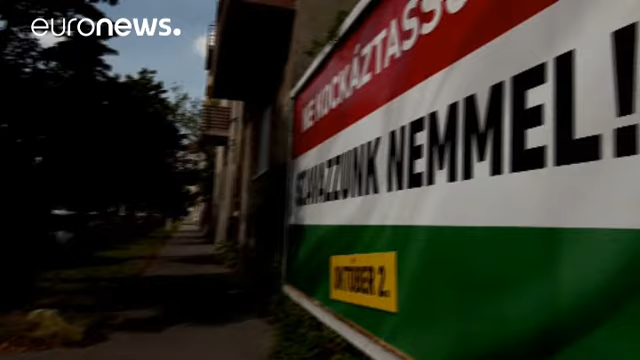 euronews.
NE KOCKÁZTASSU
SZAVAZZUNK NEMMEL!
OKTÓBER 2.